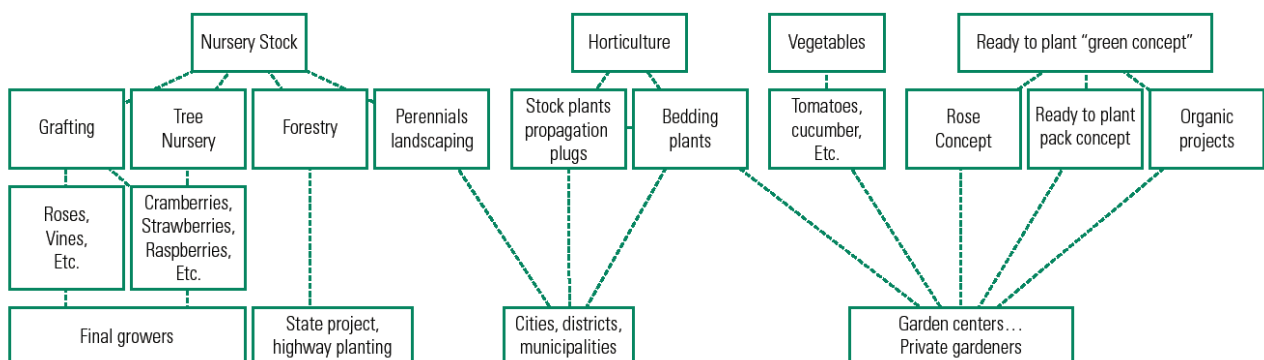 Nursery Stock
Horticulture
Vegetables
Ready to plant “green concept”
Grafting
Tree
Nursery
Forestry
Perennials
landscaping
Stock plants
propagation
plugs
Bedding
plants
Tomatoes,
cucumber,
Etc.
Rose
Concept
Ready to plant
pack concept
Organic
projects
Roses,
Vines,
Etc.
Cramberries,
Strawberries,
Raspberries,
Etc.
Final growers
State project,
highway planting
Cities, districts,
municipalities
Garden centers…
Private gardeners